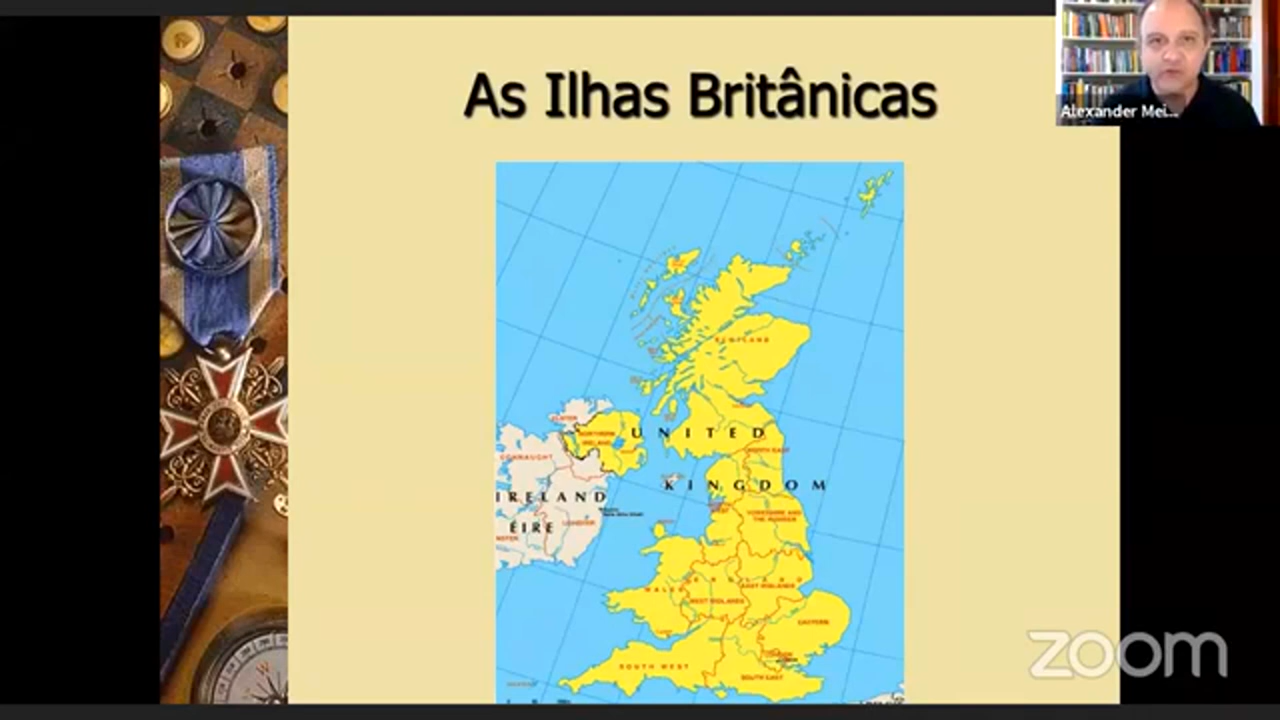 As Ilhas Britânicas
Alexander Mei...
SCOTLAND
ULSTER
NORTHERN
IRELAND
UNITED
NORTH EAST
CONNAUGHT
KINGDOM
IRELAND
ÉIRE
LEINSTER
YORKSHIRE AND
THE HUMBER
ENGLAND
EAST MIDLANDS
WALES
WEST MIDLANDS
EASTERN
LONDON
SOUTH WEST
SOUTH EAST
zoom